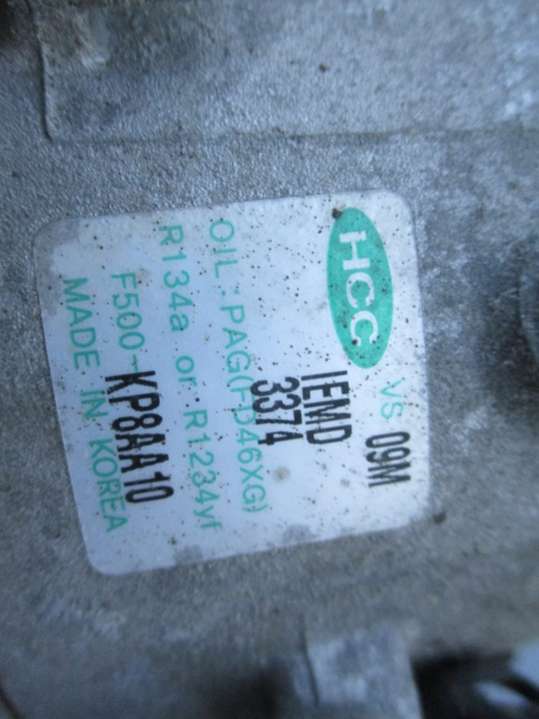 HCC VS 09M
IEMD
3374
OIL : PAG(FD46XG)
R134a or R1234yf
F500-KP8AA10
MADE IN KOREA